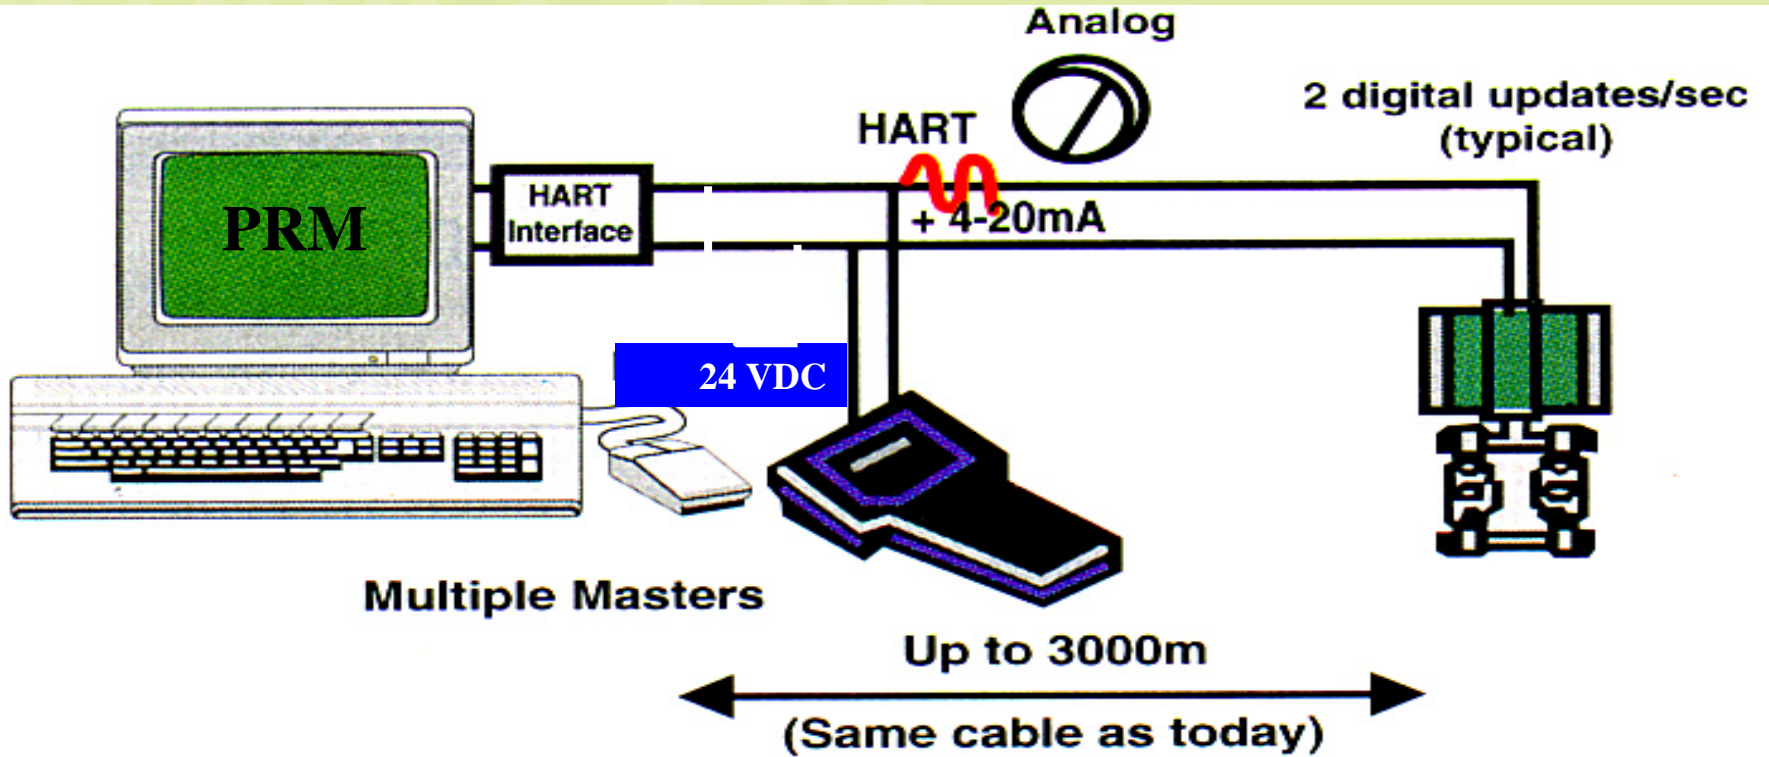 Analog
2 digital updates/sec
(typical)
HART
HART
Interface
PRM
+ 4-20mA
24 VDC
Multiple Masters
Up to 3000m
(Same cable as today)